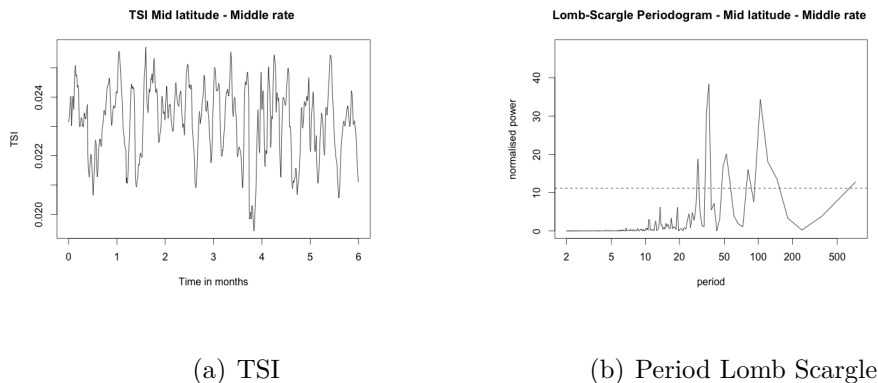 TSI Mid latitude - Middle rate
TSI
0.020 0.022 0.024
0 1 2 3 4 5 6
Time in months
(a) TSI
Lomb-Scargle Periodogram - Mid latitude - Middle rate
normalised power
0 10 20 30 40
2 5 10 20 50 100 200 500
period
(b) Period Lomb Scargle